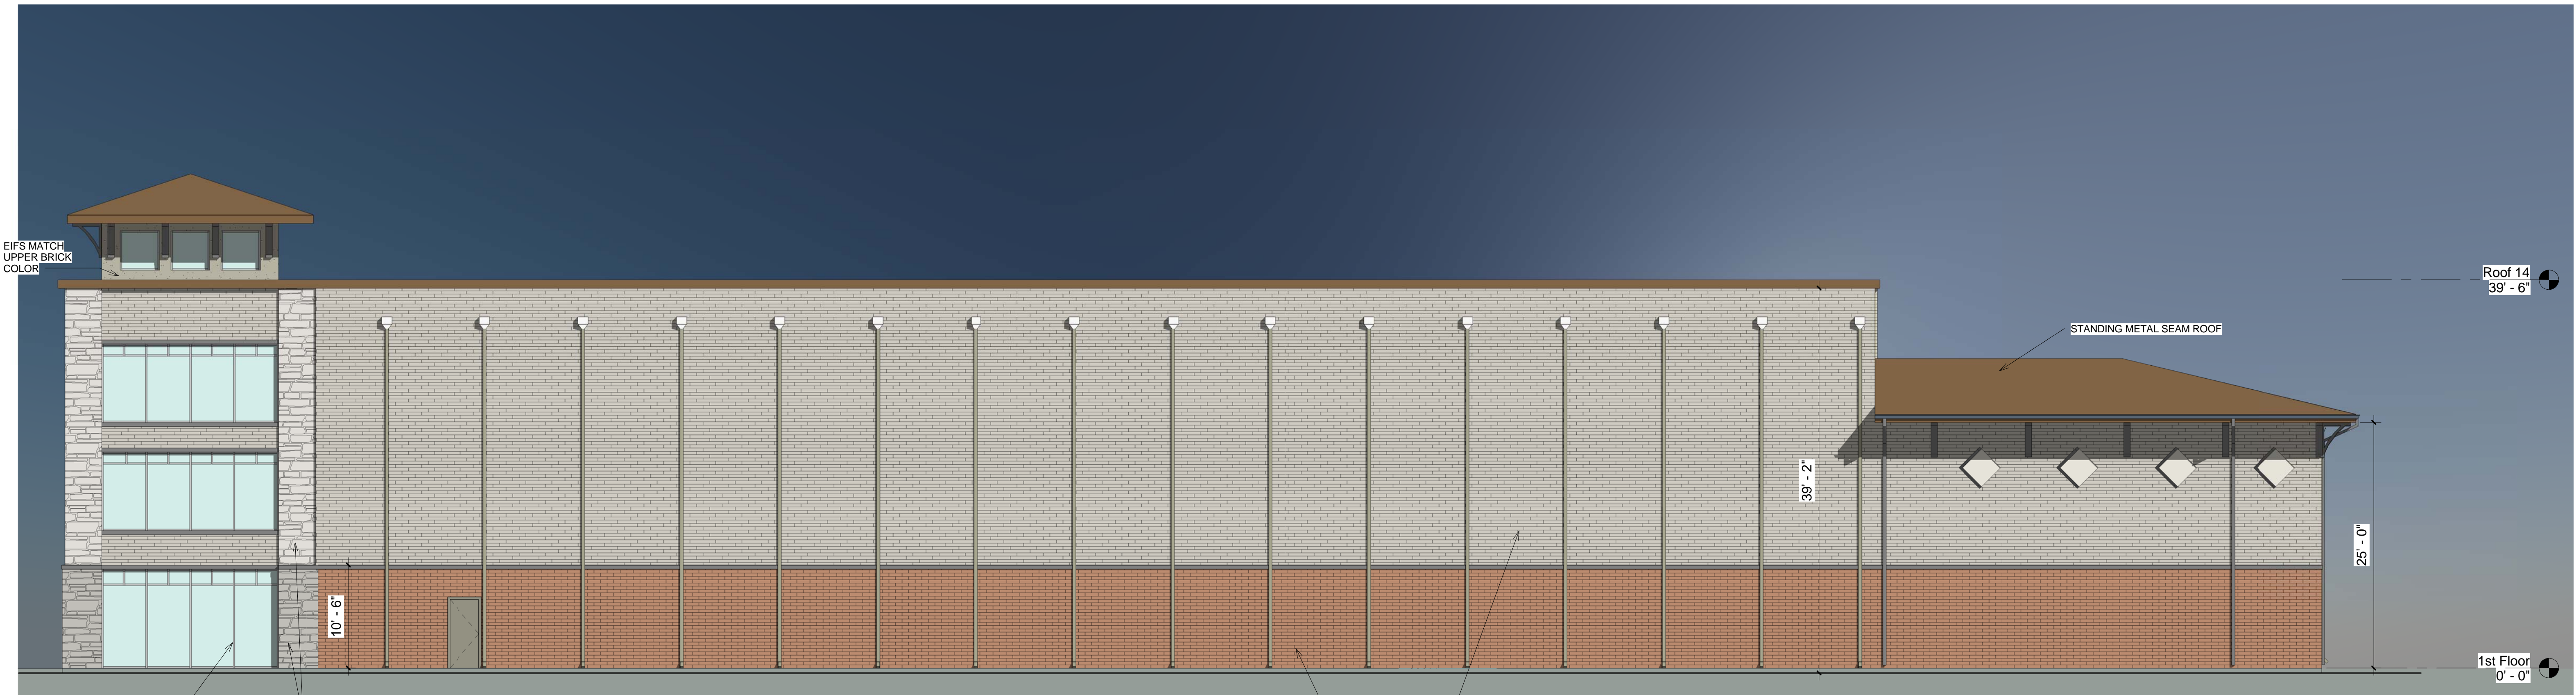 EIFS MATCH
UPPER BRICK
COLOR
Roof 14
39' - 6"
STANDING METAL SEAM ROOF
39' - 2"
25' - 0"
10' - 6"
1st Floor
0' - 0"